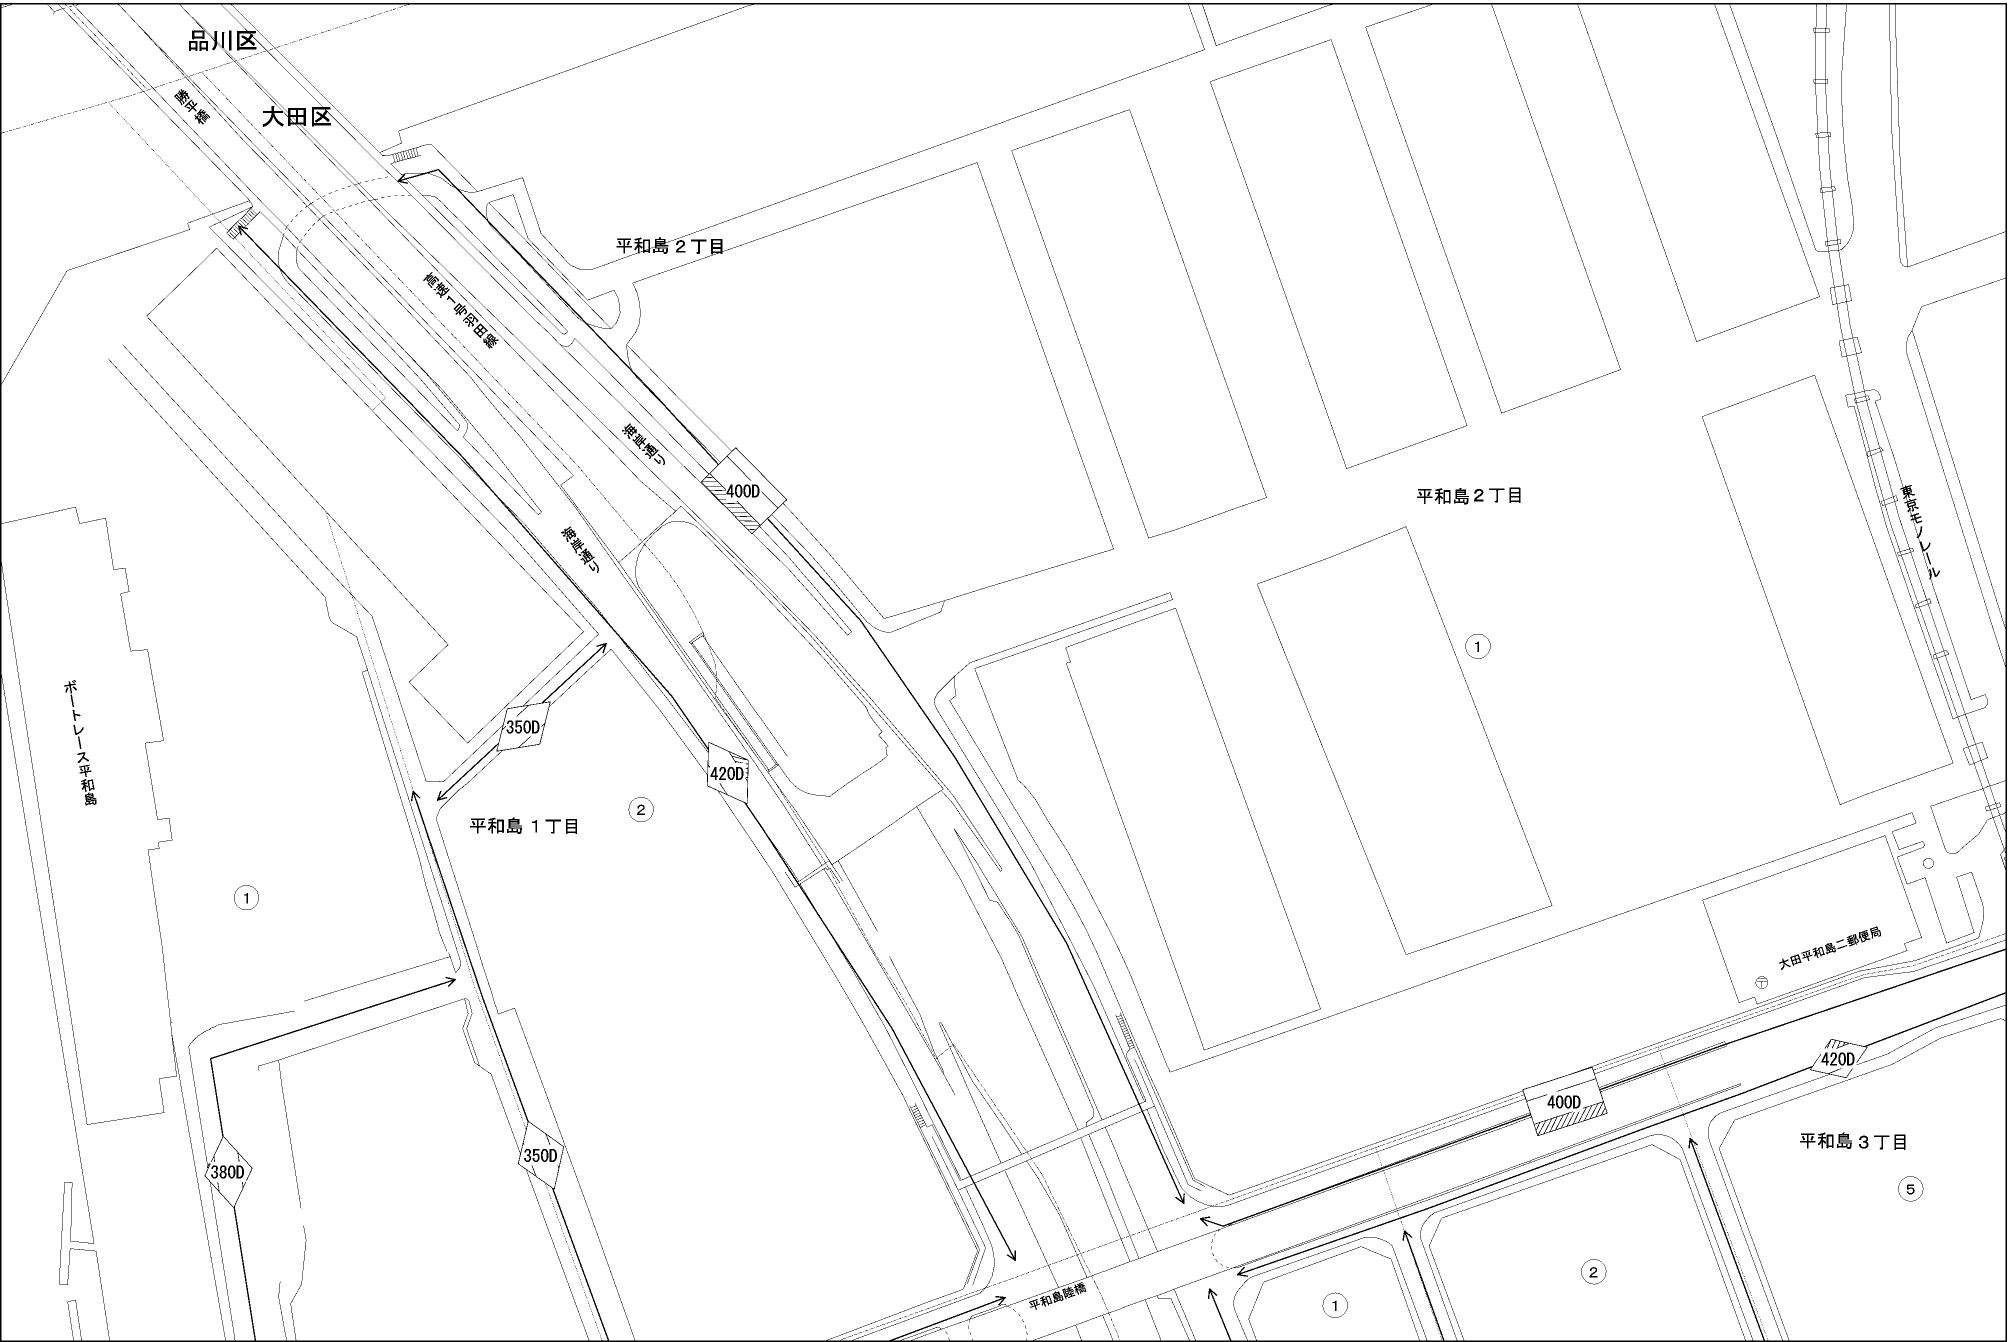 品川区
勝平橋
大田区
平和島２丁目
高速１号羽田線
海岸通り
400D
平和島２丁目
東京モノレール
海岸通り
①
ボートレース平和島
350D
420D
平和島１丁目
②
①
大田平和島二郵便局
〒
420D
400D
平和島３丁目
380D
350D
⑤
②
平和島陸橋
①